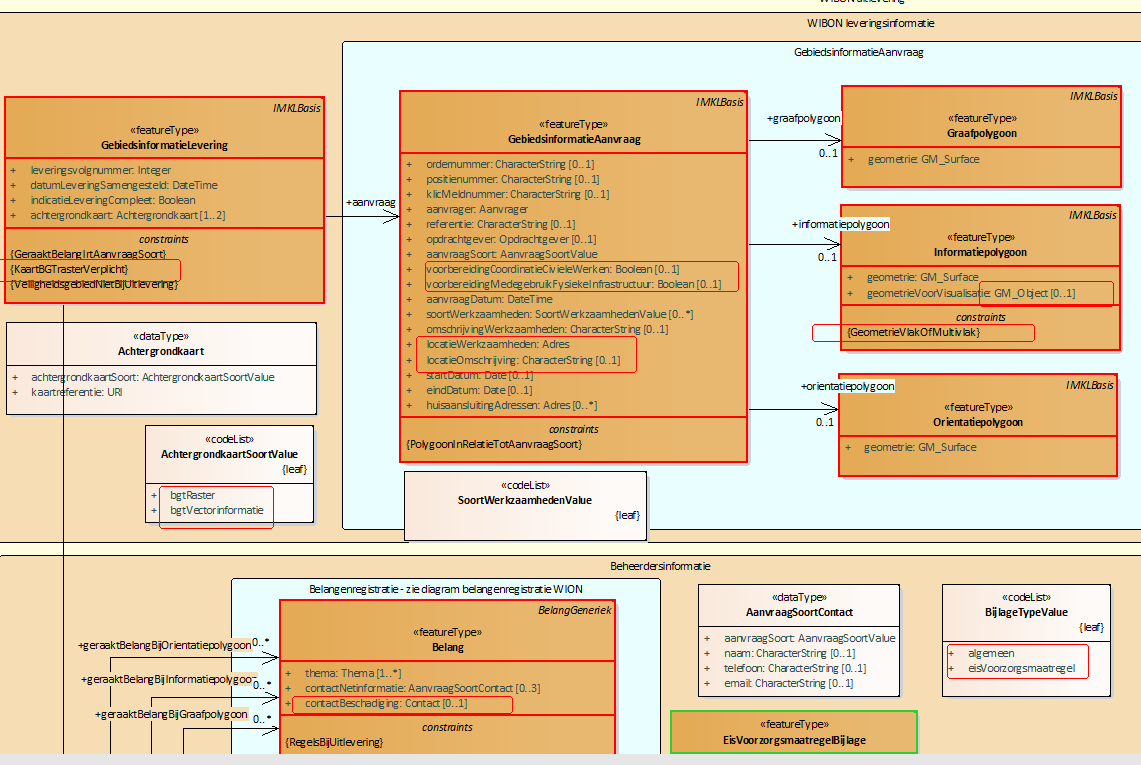 WIBON uitlevering
WIBON leveringsinformatie
GebiedsinformatieAanvraag
IMKLBasis
«featureType»
GebiedsinformatieLevering
+ leveringsvolgnummer: Integer
+ datumLeveringSamengesteld: DateTime
+ indicatieLeveringCompleet: Boolean
+ achtergrondkaart: Achtergrondkaart [1..2]
constraints
{GeraaktBelangInAanvraagSoort}
{KaartBGTrasterVerplicht}
{VeiligheidsgebiedNietBijUitlevering}
+aanvraag
IMKLBasis
«featureType»
GebiedsinformatieAanvraag
+ ordernummer: CharacterString [0..1]
+ positienummer: CharacterString [0..1]
+ klicMeldnummer: CharacterString [0..1]
+ aanvrager: Aanvrager
+ referentie: CharacterString [0..1]
+ opdrachtgever: Opdrachtgever [0..1]
+ aanvraagSoort: AanvraagSoortValue
+ voorbereidingCoordinatieCivieleWerken: Boolean [0..1]
+ voorbereidingMedegebruikFysiekeInfrastructuur: Boolean [0..1]
+ aanvraagDatum: DateTime
+ soortWerkzaamheden: SoortWerkzaamhedenValue [0..*]
+ omschrijvingWerkzaamheden: CharacterString [0..1]
+ locatieWerkzaamheden: Adres
+ locatieOmschrijving: CharacterString [0..1]
+ startDatum: Date [0..1]
+ eindDatum: Date [0..1]
+ huisaansluitingAdressen: Adres [0..*]
constraints
{PolygoonInRelatieTotAanvraagSoort}
+graafpolygoon
0..1
IMKLBasis
«featureType»
Graafpolygoon
+ geometrie: GM_Surface
+informatiepolygoon
0..1
IMKLBasis
«featureType»
Informatiepolygoon
+ geometrie: GM_Surface
+ geometrieVoorVisualisatie: GM_Object [0..1]
constraints
{GeometrieVlakOfMultivlak}
+orientatiepolygoon
0..1
IMKLBasis
«featureType»
Orientatiepolygoon
+ geometrie: GM_Surface
«dataType»
Achtergrondkaart
+ achtergrondkaartSoort: AchtergrondkaartSoortValue
+ kaartreferentie: URI
«codeList»
AchtergrondkaartSoortValue
{leaf}
+ bgtRaster
+ bgtVectorinformatie
«codeList»
SoortWerkzaamhedenValue
{leaf}
Beheerdersinformatie
Belangenregistratie - zie diagram belangenregistratie WION
BelangGeneriek
«featureType»
Belang
+ thema: Thema [1..*]
+ contactNetinformatie: AanvraagSoortContact [0..3]
+ contactBeschadiging: Contact [0..1]
constraints
{RegelsBijUitlevering}
+geraaktBelangBijOrientatiepolygoon 0..*
+geraaktBelangBijInformatiepolygoon 0..*
+geraaktBelangBijGraafpolygoon 0..*
«dataType»
AanvraagSoortContact
+ aanvraagSoort: AanvraagSoortValue
+ naam: CharacterString [0..1]
+ telefoon: CharacterString [0..1]
+ email: CharacterString [0..1]
«codeList»
BijlageTypeValue
{leaf}
+ algemeen
+ eisVoorzorgsmaatregel
«featureType»
EisVoorzorgsmaatregelBijlage